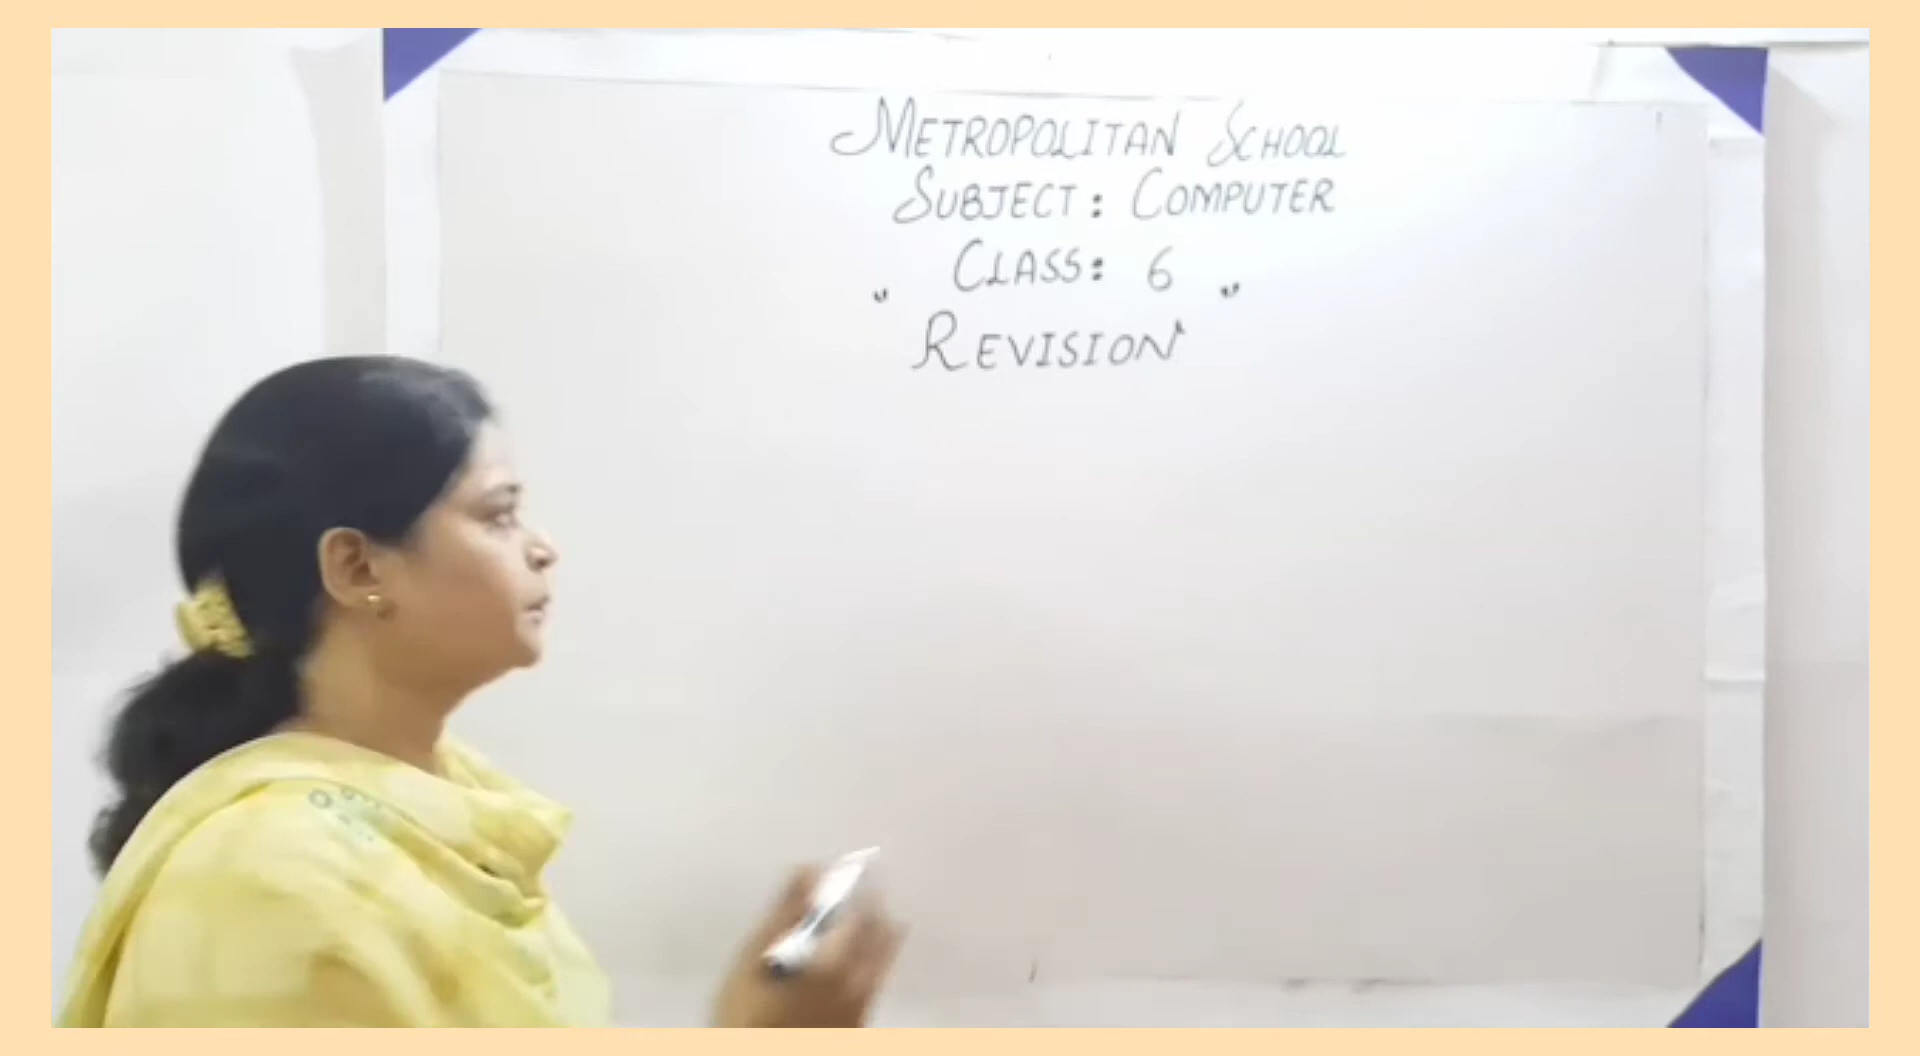 METROPOLITAN SCHOOL
SUBJECT: COMPUTER
CLASS: 6
"REVISION"